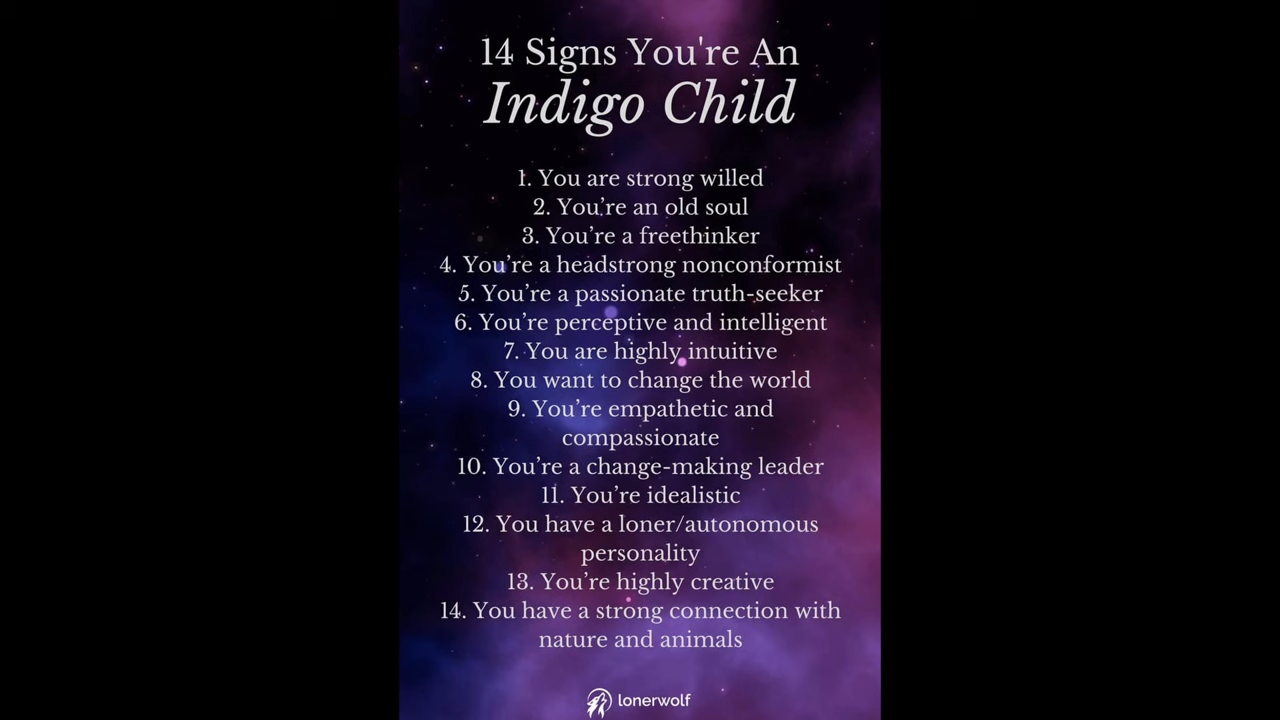 14 Signs You're An
Indigo Child
1. You are strong willed
2. You’re an old soul
3. You’re a freethinker
4. You’re a headstrong nonconformist
5. You’re a passionate truth-seeker
6. You’re perceptive and intelligent
7. You are highly intuitive
8. You want to change the world
9. You’re empathetic and
compassionate
10. You’re a change-making leader
11. You’re idealistic
12. You have a loner/autonomous
personality
13. You’re highly creative
14. You have a strong connection with
nature and animals
lonerwolf